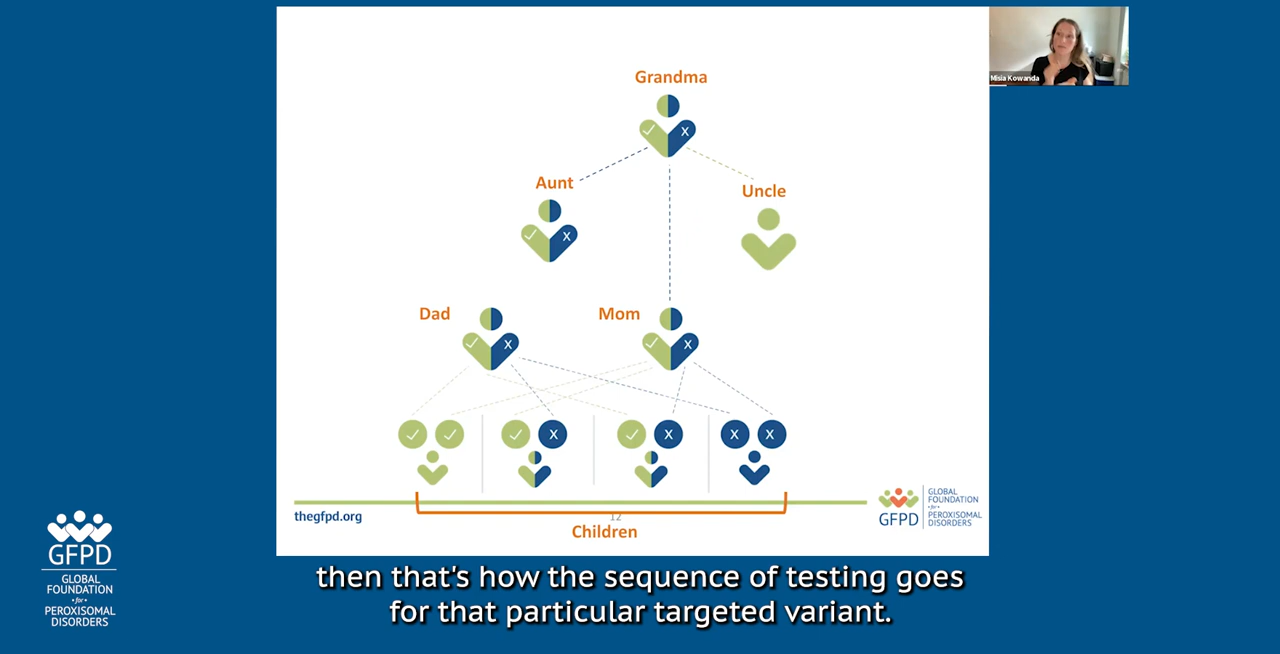 Misia Kowanda
Grandma
✓ X
Aunt
Uncle
✓ X
Dad
Mom
✓ X
✓ X
✓ ✓ ✓ X ✓ X X X
thegfpd.org
12
Children
GFPD
GLOBAL
FOUNDATION
for
PEROXISOMAL
DISORDERS
GFPD
GLOBAL
FOUNDATION
for
PEROXISOMAL
DISORDERS
then that's how the sequence of testing goes
for that particular targeted variant.